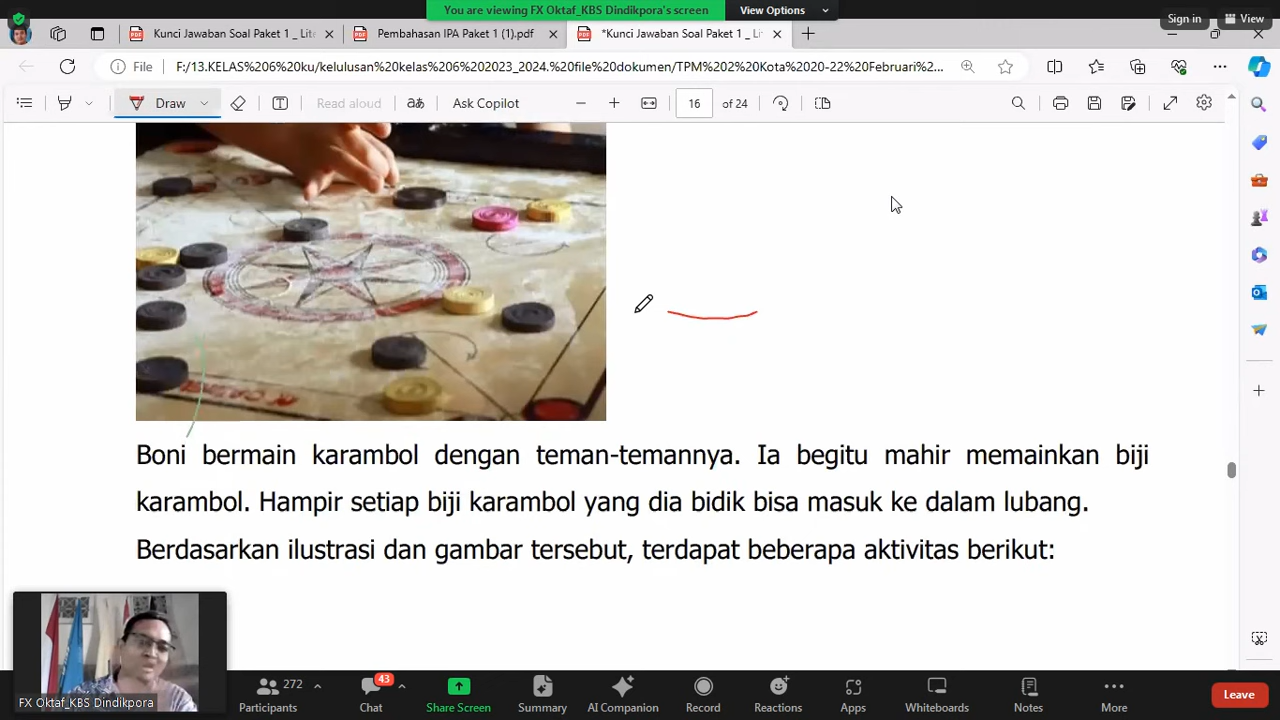 You are viewing FX Oktaf_KBS Dindikpora's screen
View Options
Sign in
View
Kunci Jawaban Soal Paket 1 _ Lite
Pembahasan IPA Paket 1 (1).pdf
*Kunci Jawaban Soal Paket 1 _ Lit
File
F:/13.KELAS%206%20ku/kelulusan%20kelas%206%202023_2024.%20file%20dokumen/TPM%202%20Kota%2020-22%20Februari%2...
Draw
Read aloud
aあ
Ask Copilot
16
of 24
Boni bermain karambol dengan teman-temannya. Ia begitu mahir memainkan biji
karambol. Hampir setiap biji karambol yang dia bidik bisa masuk ke dalam lubang.
Berdasarkan ilustrasi dan gambar tersebut, terdapat beberapa aktivitas berikut:
FX Oktaf_KBS Dindikpora
272
Participants
43
Chat
Share Screen
Summary
AI Companion
Record
Reactions
Apps
Whiteboards
Notes
More
Leave